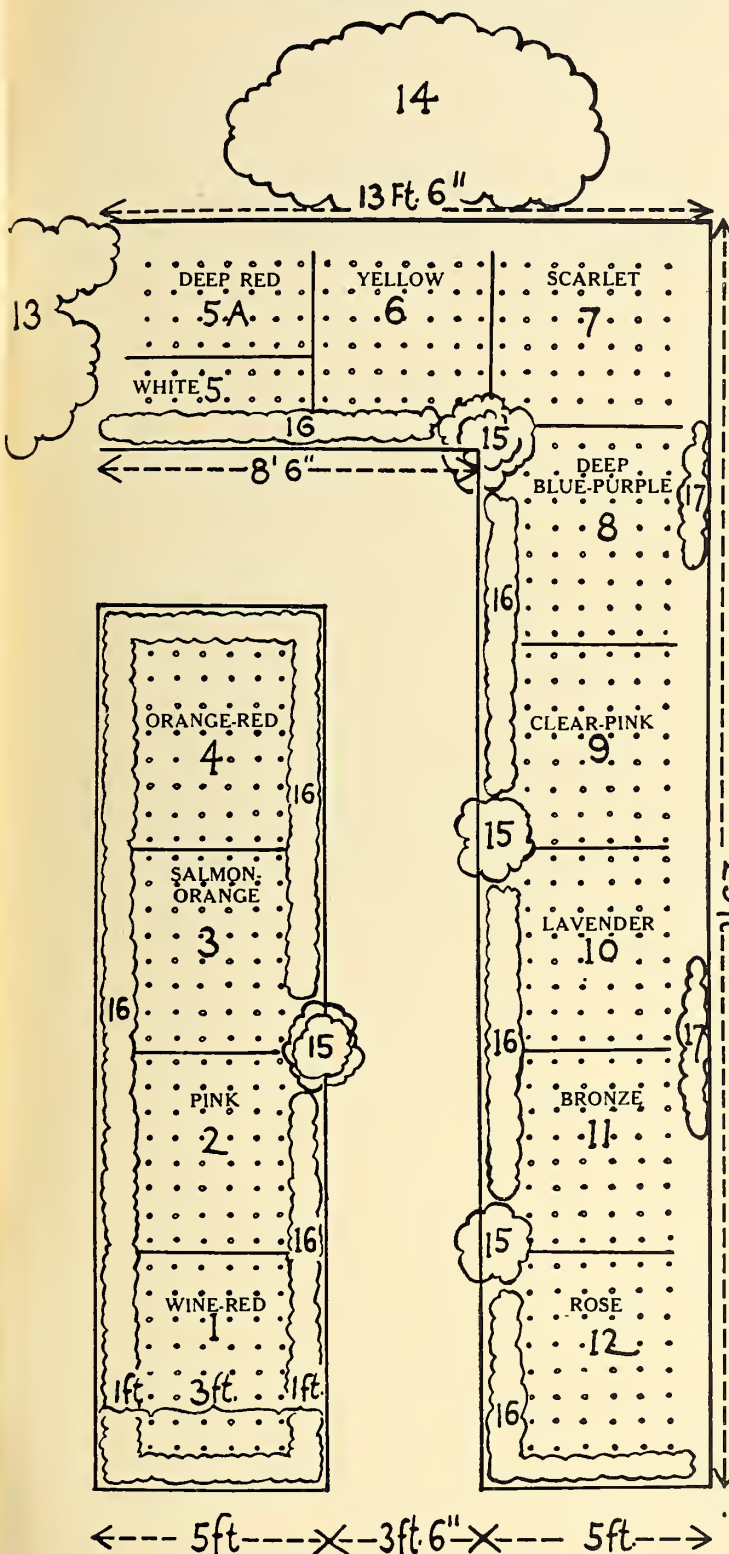 14
13 Ft. 6"
13
DEEP RED
5-A
YELLOW
6
SCARLET
7
WHITE 5
16
15
8' 6"
DEEP
BLUE-PURPLE
8
17
16
ORANGE-RED
4
16
CLEAR-PINK
9
15
SALMON-
ORANGE
3
LAVENDER
10
16
16
17
15
PINK
2
BRONZE
11
16
15
WINE-RED
1
ROSE
12
1ft.
3ft.
1ft.
16
5ft
3ft. 6"
5ft.